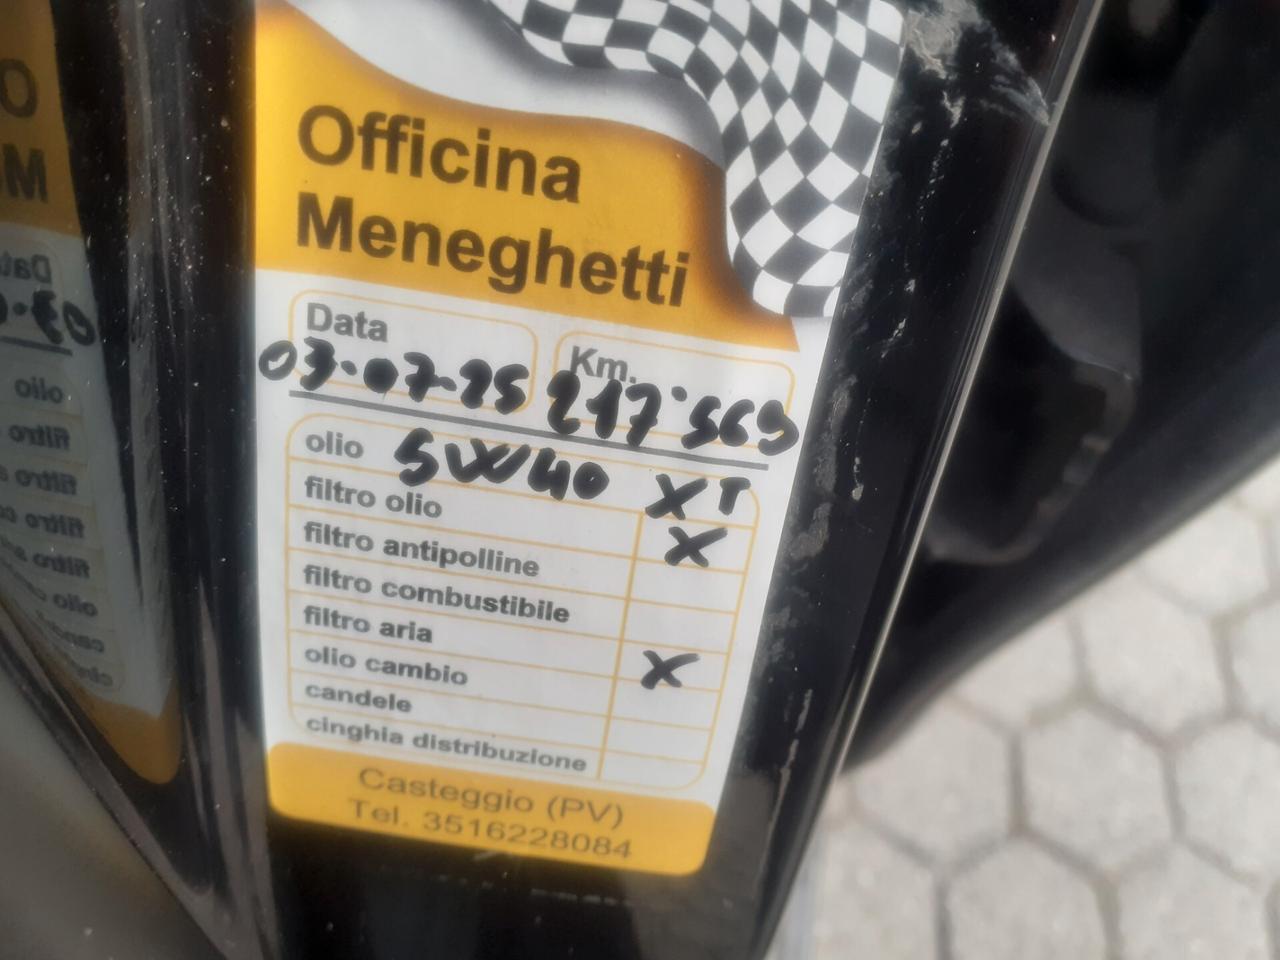 Officina
Meneghetti
Data
Km.
03-07-25 217'569
olio 5W40 XT
filtro olio X
filtro antipolline
filtro combustibile
filtro aria X
olio cambio
candele
cinghia distribuzione
Casteggio (PV)
Tel. 3516228084